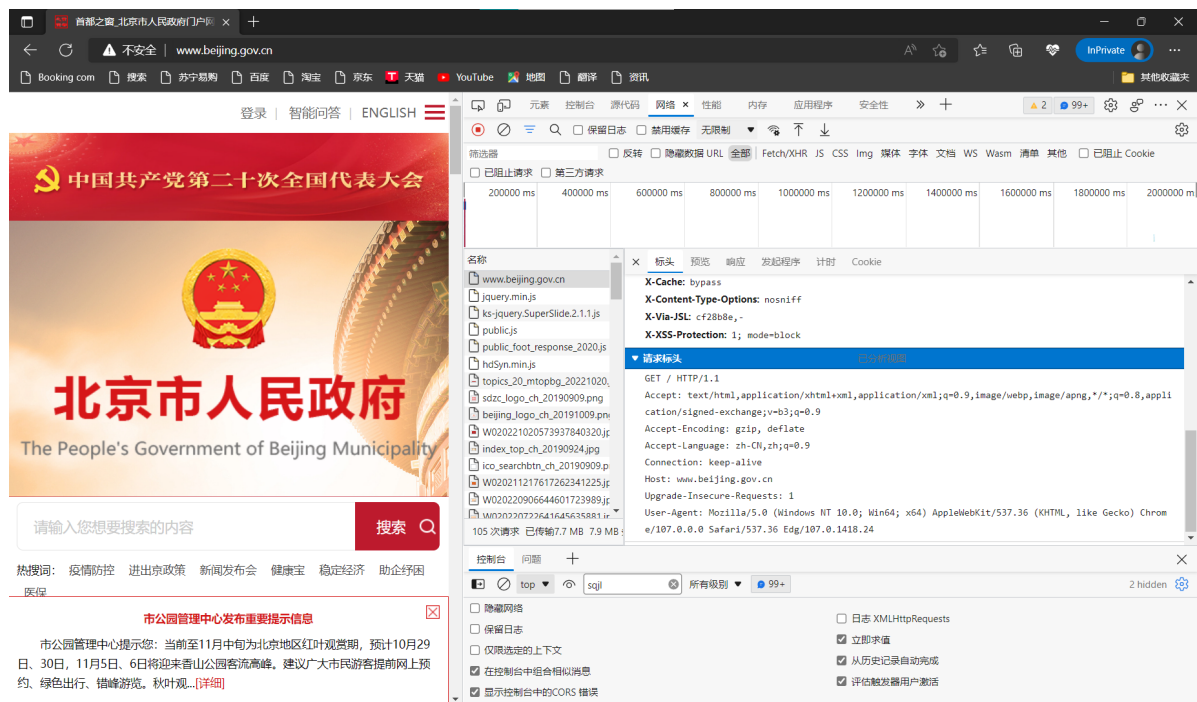 首都之窗_北京市人民政府门户网
不安全 www.beijing.gov.cn
InPrivate
Booking com 搜索 苏宁易购 百度 淘宝 京东 天猫 YouTube 地图 翻译 资讯 其他收藏夹
登录 | 智能问答 | ENGLISH
中国共产党第二十次全国代表大会
北京市人民政府
The People's Government of Beijing Municipality
请输入您想要搜索的内容 搜索
热搜词: 疫情防控 进出京政策 新闻发布会 健康宝 稳定经济 助企纾困
医保
市公园管理中心发布重要提示信息
市公园管理中心提示您：当前至11月中旬为北京地区红叶观赏期，预计10月29
日、30日，11月5日、6日将迎来香山公园客流高峰。建议广大市民游客提前网上预
约、绿色出行、错峰游览。秋叶观...[详细]
元素 控制台 源代码 网络 性能 内存 应用程序 安全性 2 99+
保留日志 禁用缓存 无限制
筛选器 反转 隐藏数据 URL 全部 Fetch/XHR JS CSS Img 媒体 字体 文档 WS Wasm 清单 其他 已阻止 Cookie
已阻止请求 第三方请求
200000 ms 400000 ms 600000 ms 800000 ms 1000000 ms 1200000 ms 1400000 ms 1600000 ms 1800000 ms 2000000 m
名称
www.beijing.gov.cn
jquery.min.js
ks-jquery.SuperSlide.2.1.1.js
public.js
public_foot_response_2020.js
hdSyn.min.js
topics_20_mtopbg_20221020.
sdzc_logo_ch_20190909.png
beijing_logo_ch_20191009.pn
W020221020573937840320.jp
index_top_ch_20190924.jpg
ico_searchbtn_ch_20190909.p
W020211217617262341225.jp
W020220906644601723989.jp
W020220722641645635881.jp
105 次请求 已传输7.7 MB 7.9 MB
标头 预览 响应 发起程序 计时 Cookie
X-Cache: bypass
X-Content-Type-Options: nosniff
X-Via-JSL: cf28b8e,-
X-XSS-Protection: 1; mode=block
请求标头 已分析视图
GET / HTTP/1.1
Accept: text/html,application/xhtml+xml,application/xml;q=0.9,image/webp,image/apng,*/*;q=0.8,appli
cation/signed-exchange;v=b3;q=0.9
Accept-Encoding: gzip, deflate
Accept-Language: zh-CN,zh;q=0.9
Connection: keep-alive
Host: www.beijing.gov.cn
Upgrade-Insecure-Requests: 1
User-Agent: Mozilla/5.0 (Windows NT 10.0; Win64; x64) AppleWebKit/537.36 (KHTML, like Gecko) Chrom
e/107.0.0.0 Safari/537.36 Edg/107.0.1418.24
控制台 问题
top sqjl 所有级别 99+ 2 hidden
隐藏网络
保留日志
仅限选定的上下文
在控制台中组合相似消息
显示控制台中的CORS 错误
日志 XMLHttpRequests
立即求值
从历史记录自动完成
评估触发器用户激活